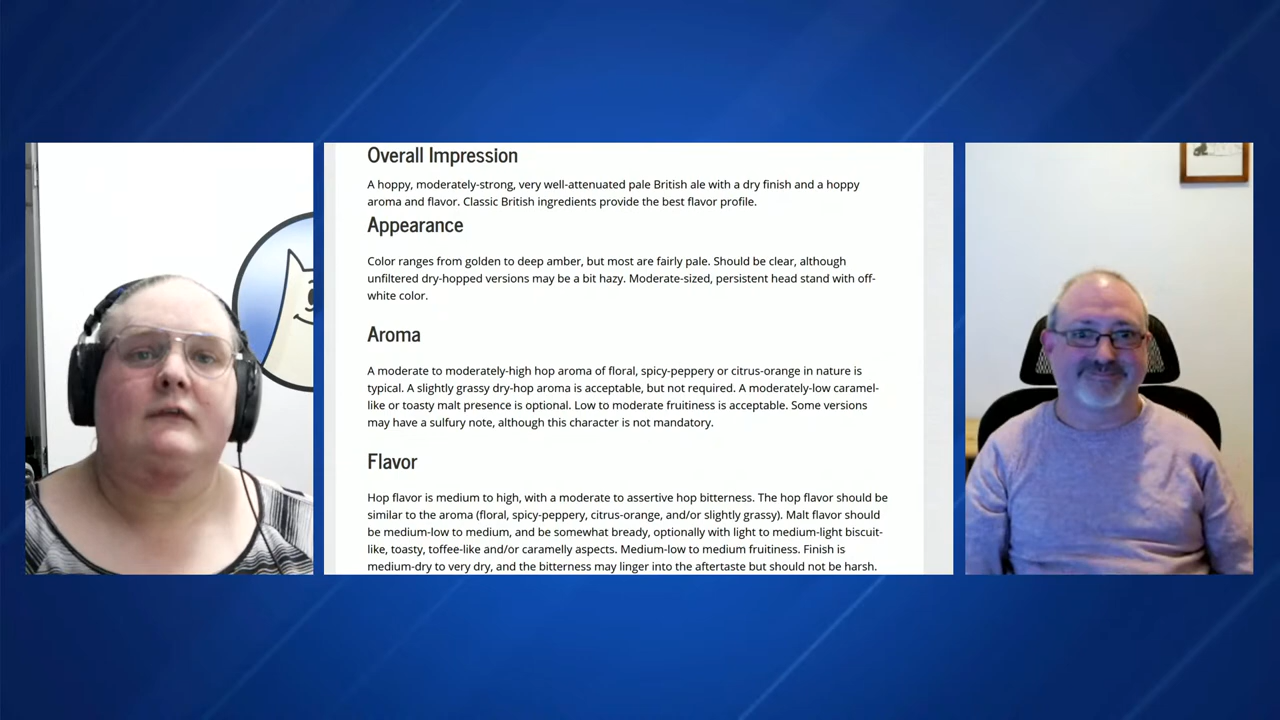 Overall Impression
A hoppy, moderately-strong, very well-attenuated pale British ale with a dry finish and a hoppy
aroma and flavor. Classic British ingredients provide the best flavor profile.
Appearance
Color ranges from golden to deep amber, but most are fairly pale. Should be clear, although
unfiltered dry-hopped versions may be a bit hazy. Moderate-sized, persistent head stand with off-
white color.
Aroma
A moderate to moderately-high hop aroma of floral, spicy-peppery or citrus-orange in nature is
typical. A slightly grassy dry-hop aroma is acceptable, but not required. A moderately-low caramel-
like or toasty malt presence is optional. Low to moderate fruitiness is acceptable. Some versions
may have a sulfury note, although this character is not mandatory.
Flavor
Hop flavor is medium to high, with a moderate to assertive hop bitterness. The hop flavor should be
similar to the aroma (floral, spicy-peppery, citrus-orange, and/or slightly grassy). Malt flavor should
be medium-low to medium, and be somewhat bready, optionally with light to medium-light biscuit-
like, toasty, toffee-like and/or caramelly aspects. Medium-low to medium fruitiness. Finish is
medium-dry to very dry, and the bitterness may linger into the aftertaste but should not be harsh.